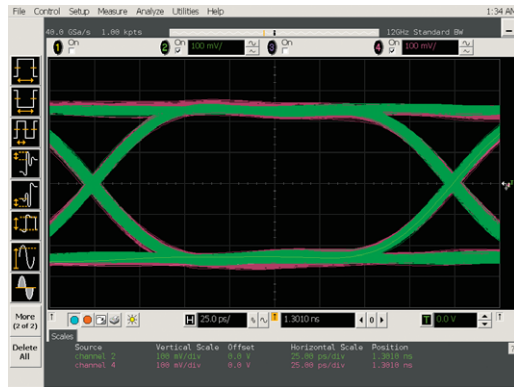 File Control Setup Measure Analyze Utilities Help 1:34 AM
40.0 GSa/s 1.00 kpts 12GHz Standard BW
1 On 2 On 100 mV/ 3 On 4 On 100 mV/
More
(2 of 2)
Delete
All
H 25.0 ps/ 1.3010 ns 0 T 0.0 V
Scales
Source Vertical Scale Offset Horizontal Scale Position
channel 2 100 mV/div 0.0 V 25.00 ps/div 1.3010 ns
channel 4 100 mV/div 0.0 V 25.00 ps/div 1.3010 ns